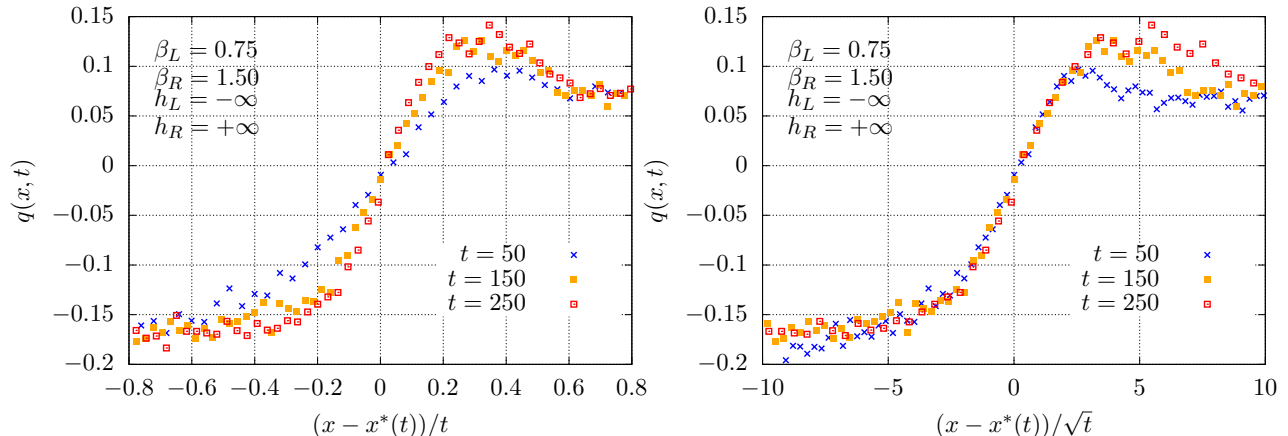 0.15
0.1
0.05
0
−0.05
−0.1
−0.15
−0.2
q(x, t)
β_L = 0.75
β_R = 1.50
h_L = −∞
h_R = +∞
t = 50
t = 150
t = 250
−0.8 −0.6 −0.4 −0.2 0 0.2 0.4 0.6 0.8
(x − x*(t))/t
0.15
0.1
0.05
0
−0.05
−0.1
−0.15
−0.2
q(x, t)
β_L = 0.75
β_R = 1.50
h_L = −∞
h_R = +∞
t = 50
t = 150
t = 250
−10 −5 0 5 10
(x − x*(t))/√t